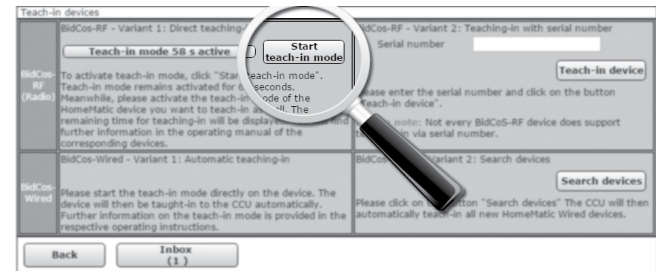 Teach-in devices
BidCos-RF - Variant 1: Direct teaching-
Teach-in mode 58 s active
Start
teach-in mode
BidCos-
RF
(Radio)
To activate teach-in mode, click "Star teach-in mode".
Teach-in mode remains activated for 6 seconds.
Meanwhile, please activate the teach-in mode of the
HomeMatic device you want to teach-in The
remaining time for teaching-in will be displayed find
further information in the operating manual of the
corresponding devices.
BidCos-RF - Variant 2: Teaching-in with serial number
Serial number
Teach-in device
Please enter the serial number and click on the button
"Teach-in device".
note: Not every BidCoS-RF device does support
via serial number.
BidCos-
Wired
BidCos-Wired - Variant 1: Automatic teaching-in
Please start the teach-in mode directly on the device. The
device will then be taught-in to the CCU automatically.
Further information on the teach-in mode is provided in the
respective operating instructions.
Variant 2: Search devices
Search devices
Please click on button "Search devices" The CCU will then
automatically teach-in all new HomeMatic Wired devices.
Back
Inbox
(1)